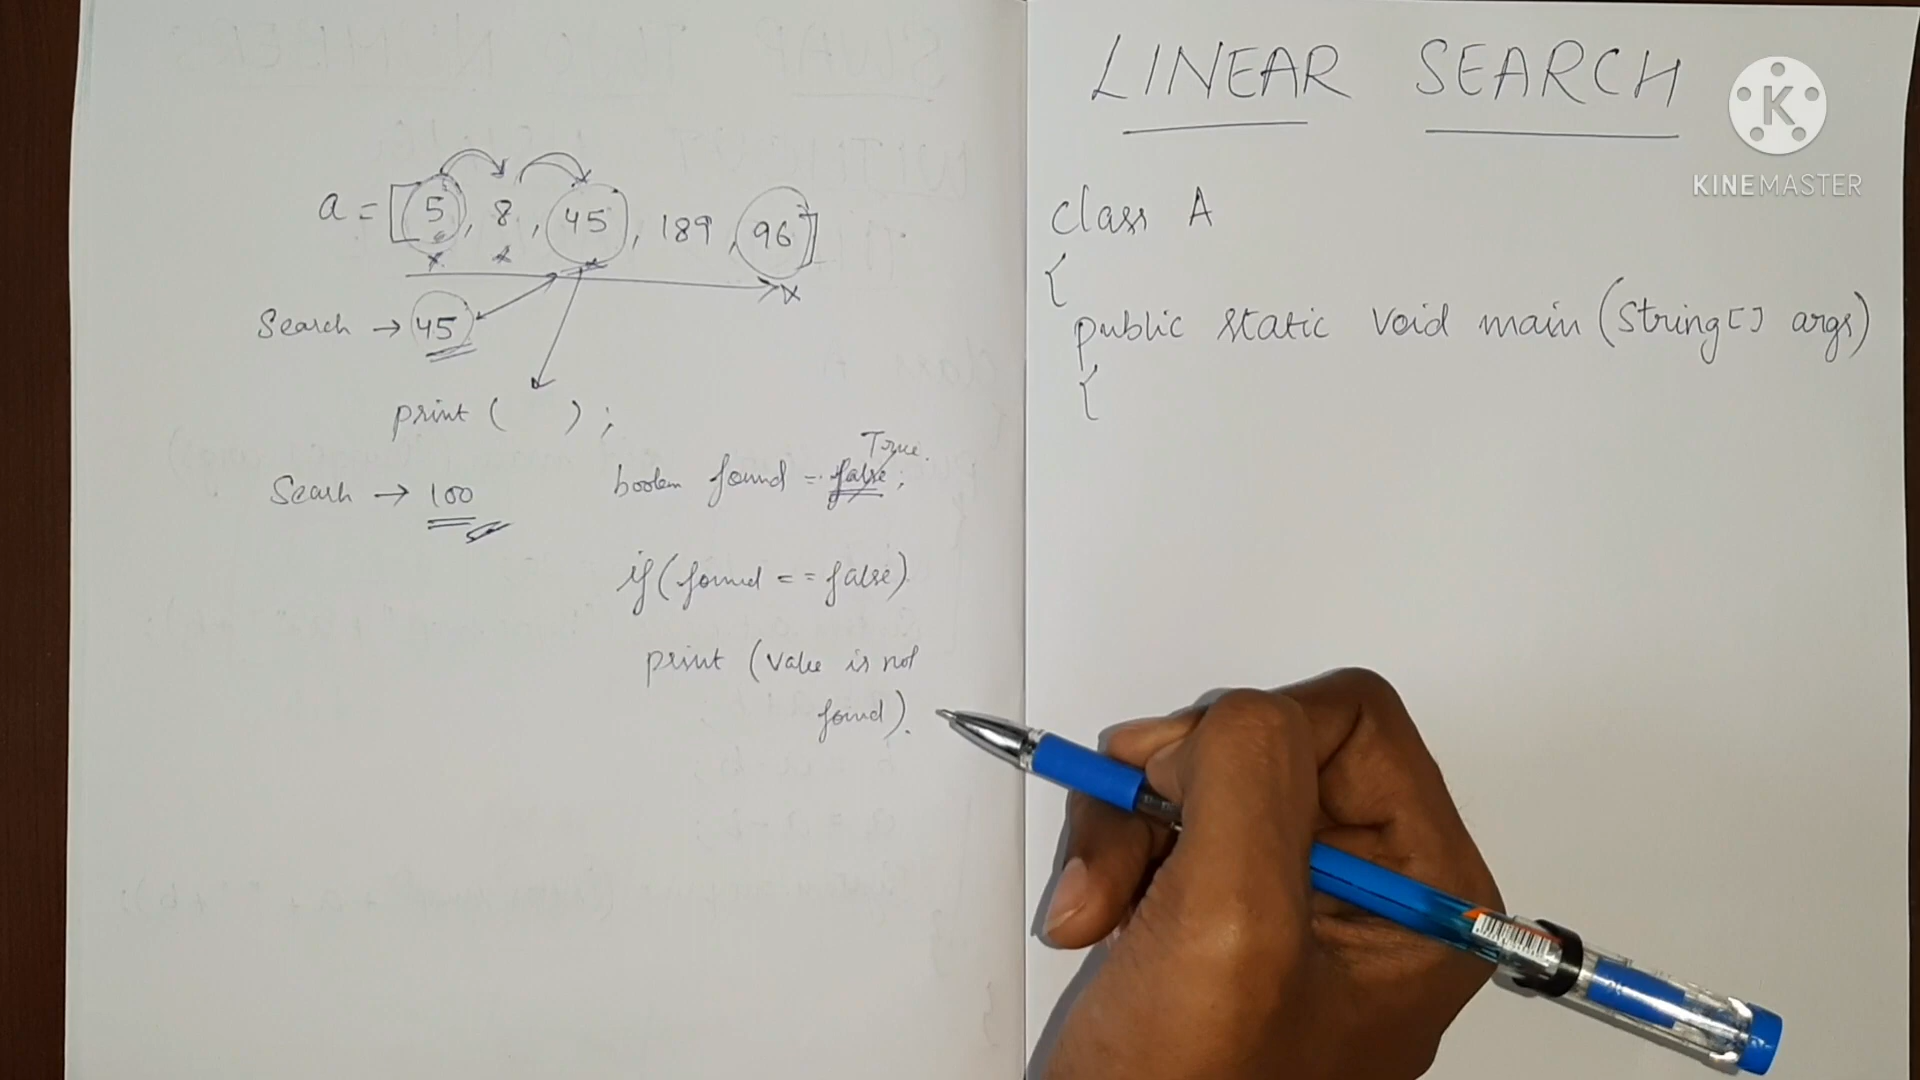 a = [5, 8, 45, 189, 96]
Search → 45
print ( ) ;
Search → 100
True.
boolean found = false;
if (found == false)
print (value is not
found).
LINEAR SEARCH
class A
{
public static void main (String[] args)
{
K
KINEMASTER